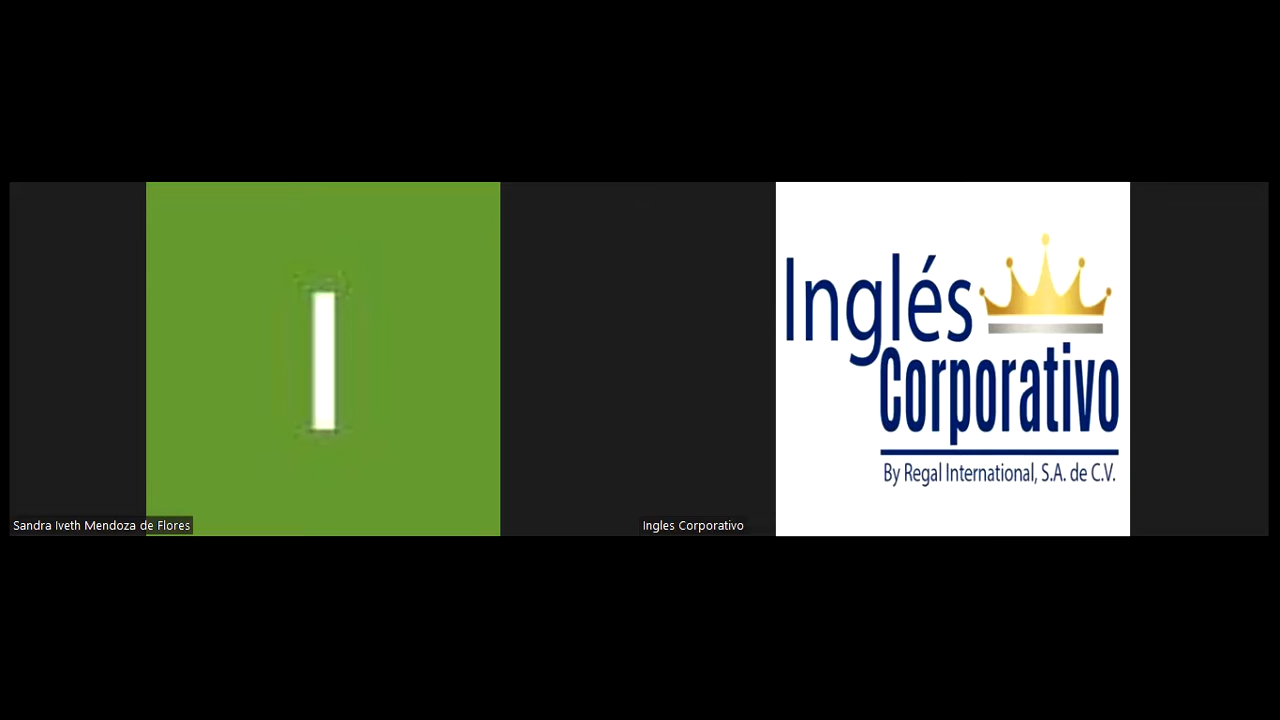 I
Sandra Iveth Mendoza de Flores
Inglés
Corporativo
By Regal International, S.A. de C.V.
Ingles Corporativo